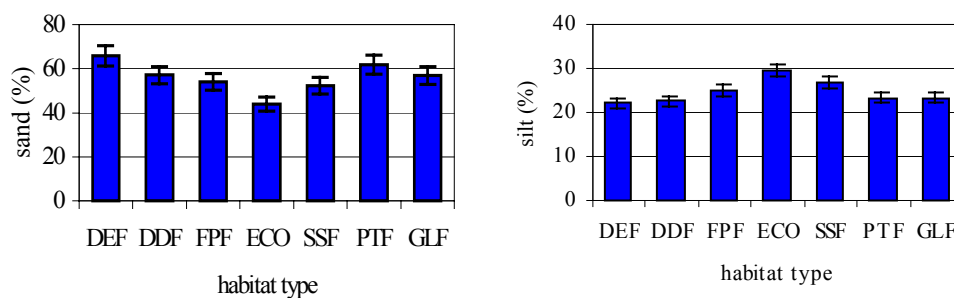 80
60
40
20
0
sand (%)
DEF DDF FPF ECO SSF PTF GLF
habitat type
40
30
20
10
0
silt (%)
DEF DDF FPF ECO SSF PTF GLF
habitat type